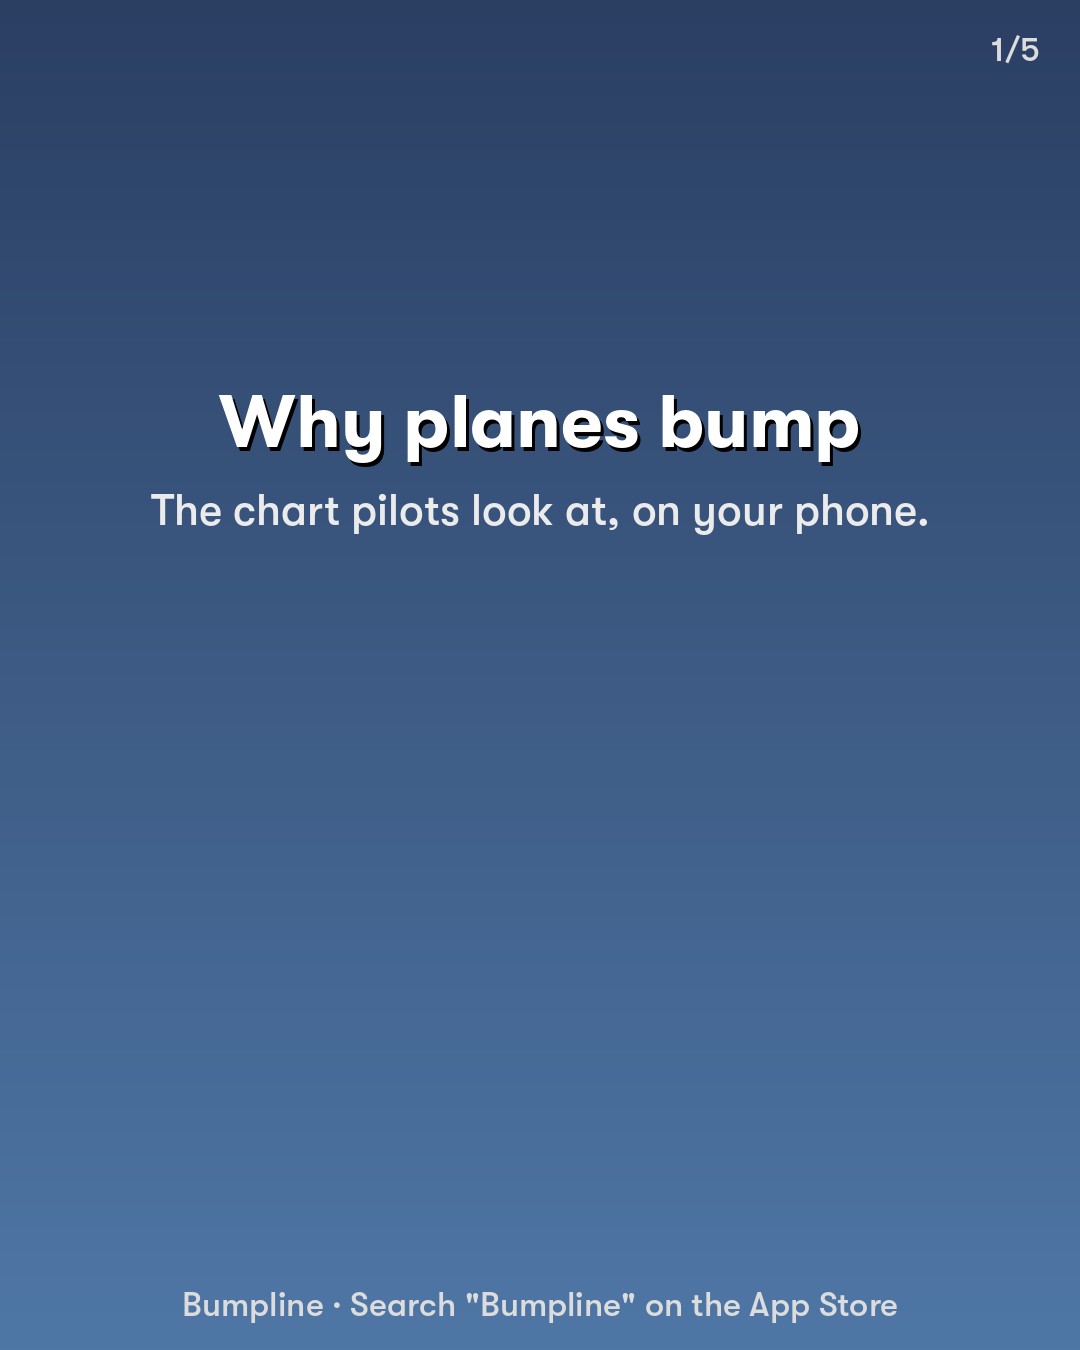 1/5
Why planes bump
The chart pilots look at, on your phone.
Bumpline · Search "Bumpline" on the App Store